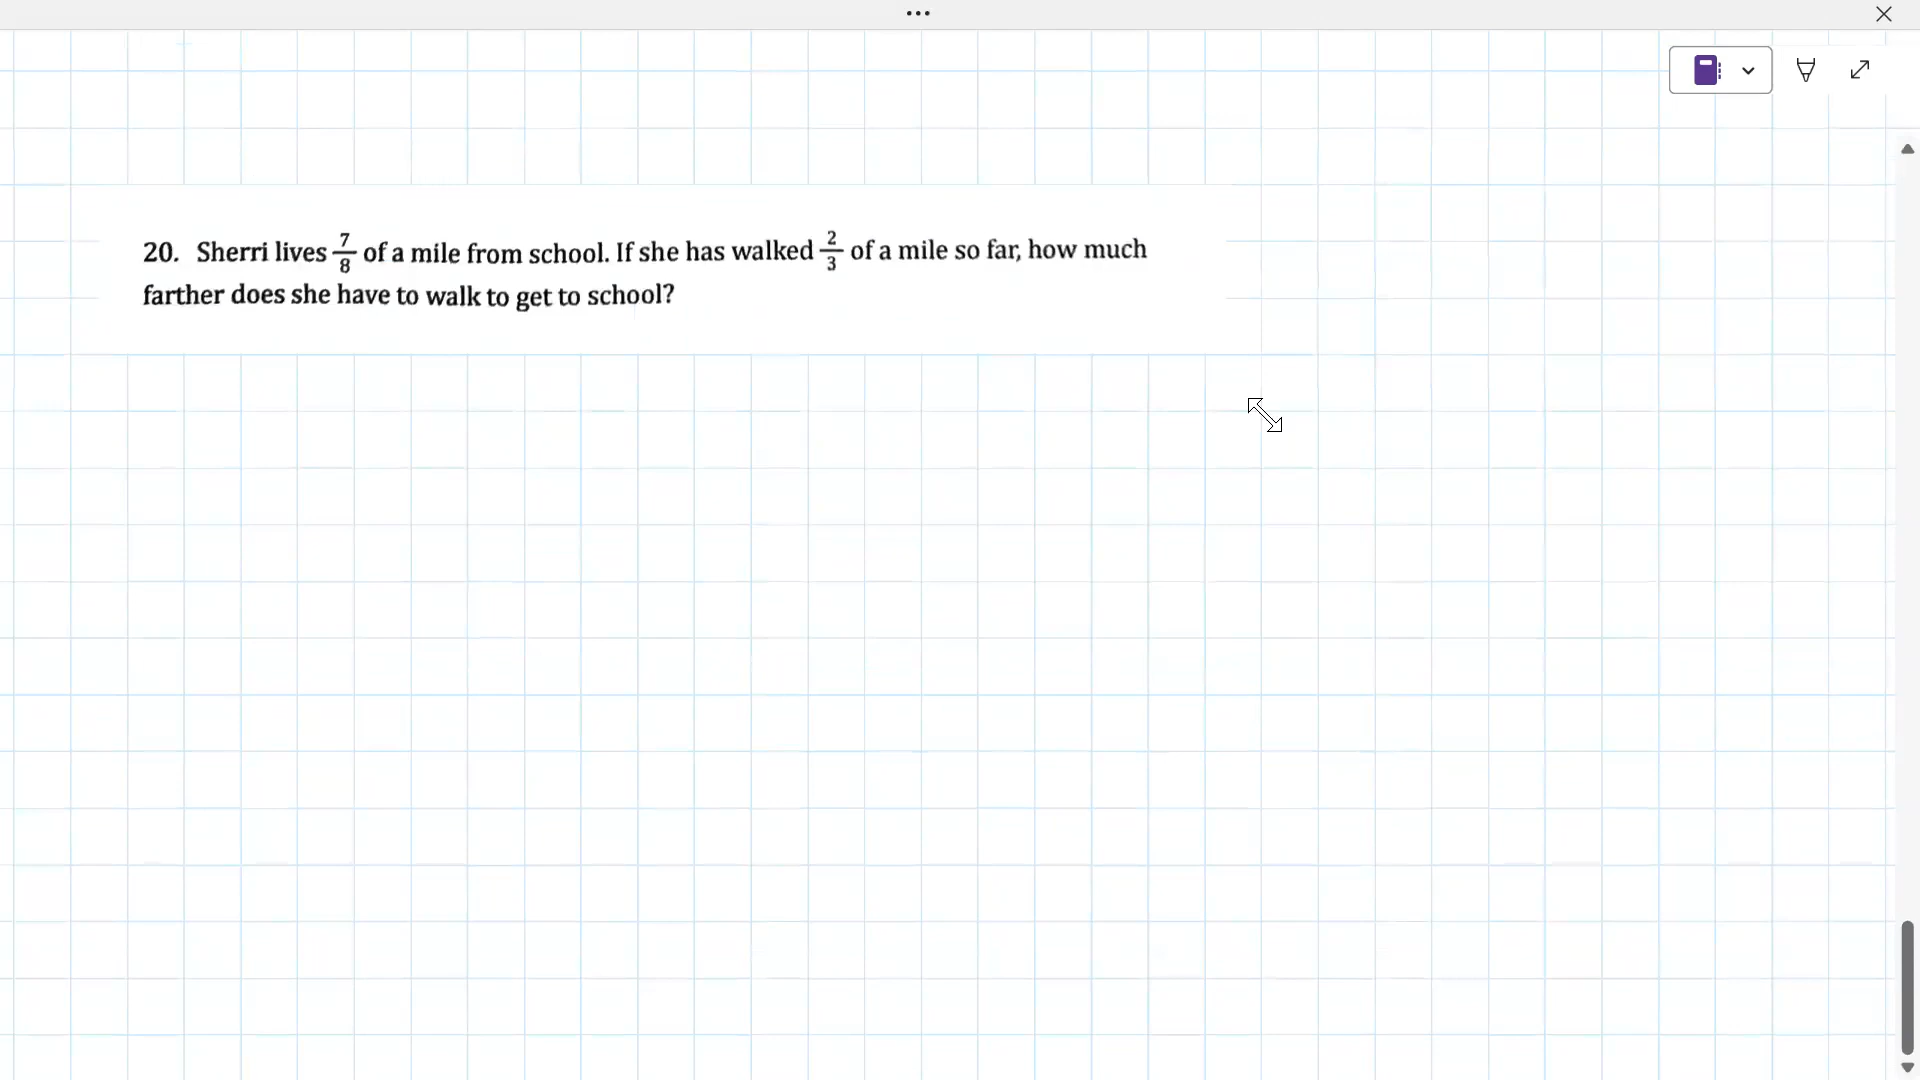 20. Sherri lives 7/8 of a mile from school. If she has walked 2/3 of a mile so far, how much
farther does she have to walk to get to school?